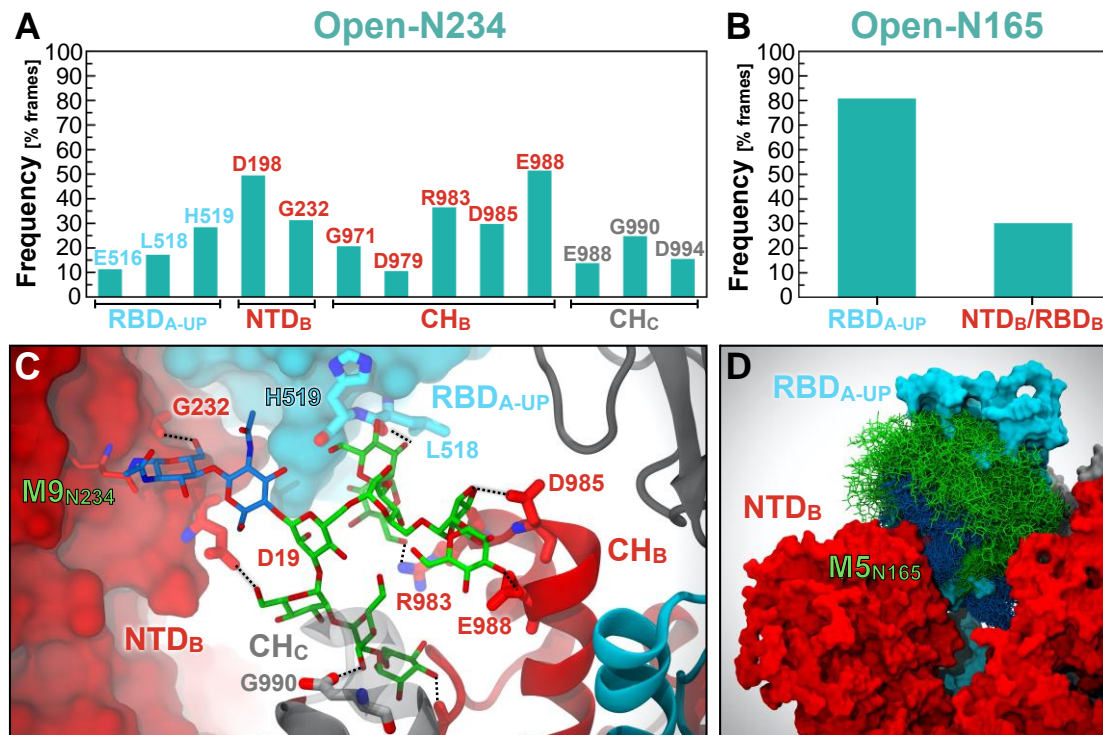 A
Open-N234
Frequency [% frames]
100
90
80
70
60
50
40
30
20
10
0
E516
L518
H519
D198
G232
G971
D979
R983
D985
E988
E988
G990
D994
RBDA-UP
NTDB
CHB
CHC
B
Open-N165
Frequency [% frames]
100
90
80
70
60
50
40
30
20
10
0
RBDA-UP
NTDB/RBDB
C
G232
H519
RBDA-UP
L518
M9N234
D985
D19
CHB
R983
E988
NTDB
CHC
G990
D
RBDA-UP
NTDB
M5N165